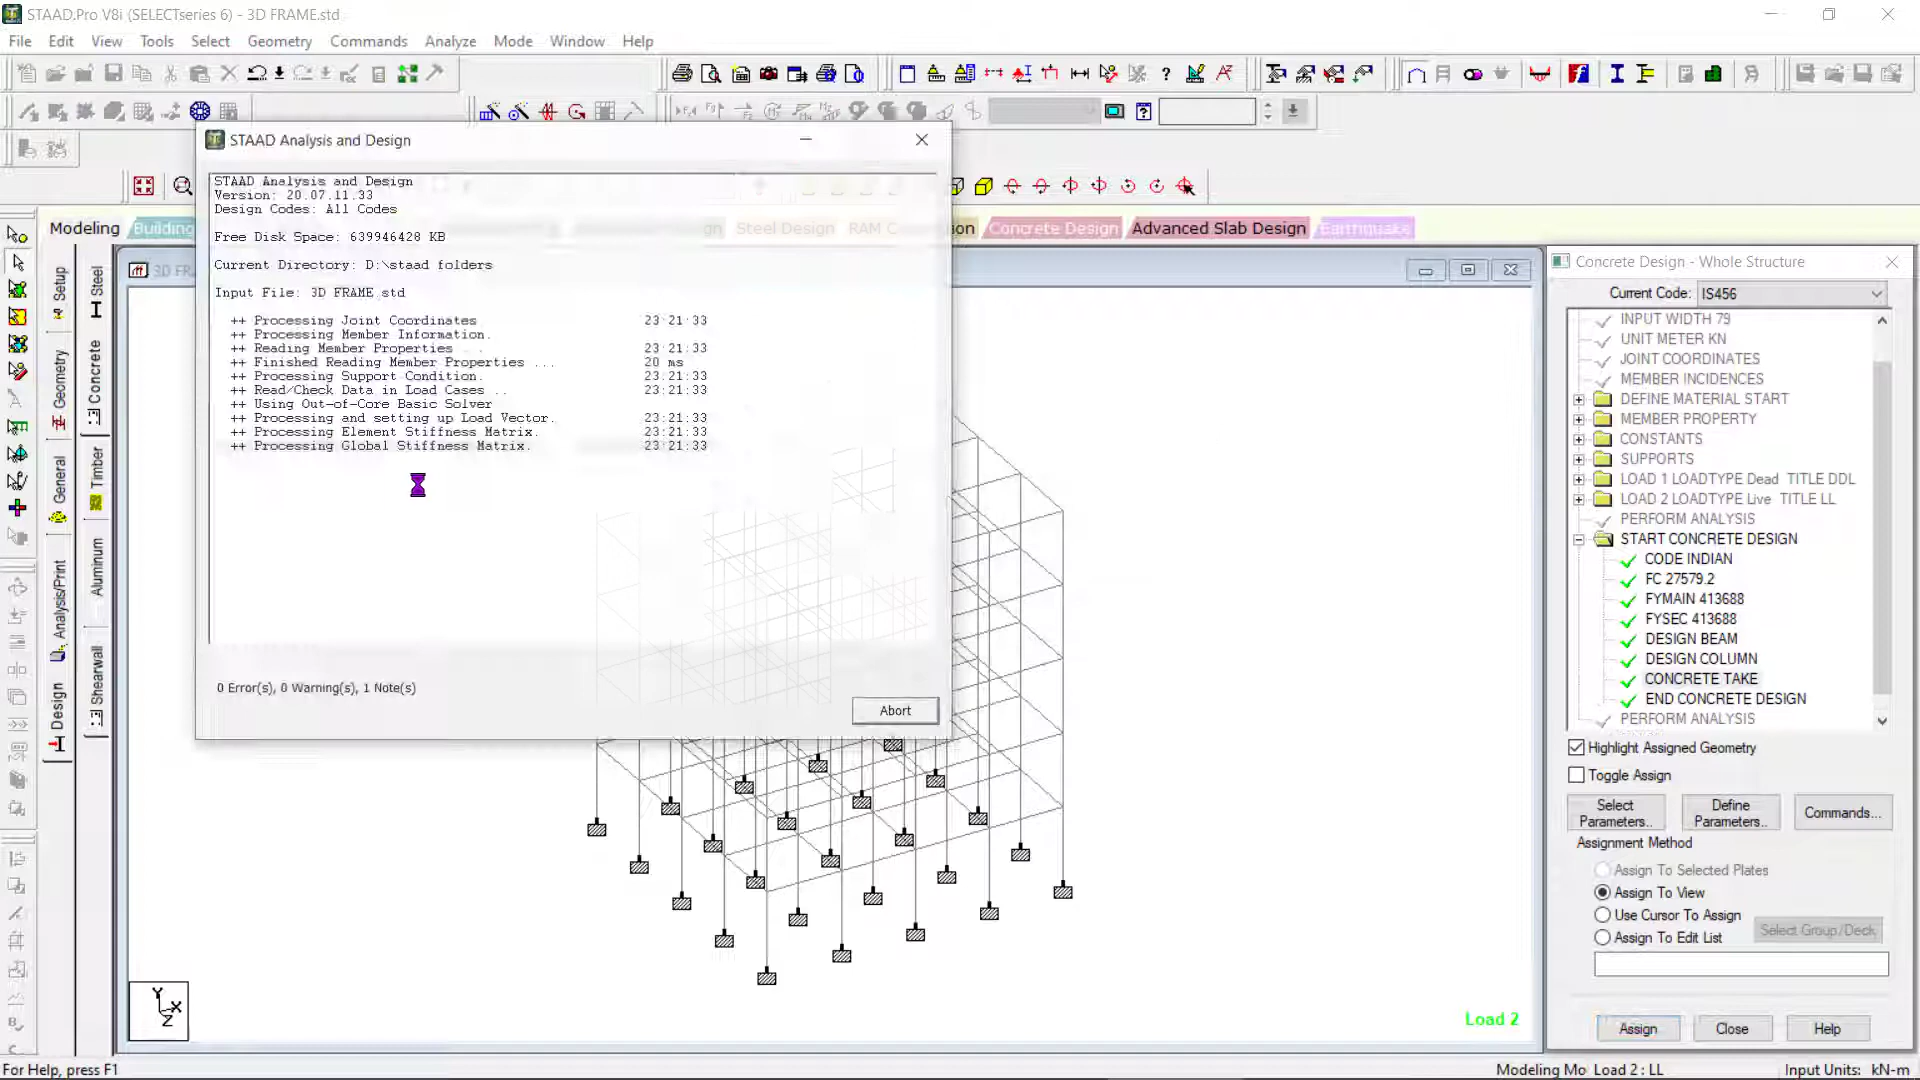 STAAD.Pro V8i (SELECTseries 6) - 3D FRAME.std
File Edit View Tools Select Geometry Commands Analyze Mode Window Help
STAAD Analysis and Design
STAAD Analysis and Design
Version: 20.07.11.33
Design Codes: All Codes
Free Disk Space: 639946428 KB
Current Directory: D:\staad folders
Input File: 3D FRAME.std
++ Processing Joint Coordinates 23:21:33
++ Processing Member Information.
++ Reading Member Properties .. 23:21:33
++ Finished Reading Member Properties ... 20 ms
++ Processing Support Condition. 23:21:33
++ Read/Check Data in Load Cases .. 23:21:33
++ Using Out-of-Core Basic Solver
++ Processing and setting up Load Vector. 23:21:33
++ Processing Element Stiffness Matrix. 23:21:33
++ Processing Global Stiffness Matrix. 23:21:33
0 Error(s), 0 Warning(s), 1 Note(s)
Abort
Modeling Building Steel Design RAM Concrete Design Advanced Slab Design Earthquake
Setup
Geometry
General
Analysis/Print
Design
Steel
Concrete
Timber
Aluminum
Shearwall
3D FR
Y
X
Z
Load 2
Concrete Design - Whole Structure
Current Code: IS456
INPUT WIDTH 79
UNIT METER KN
JOINT COORDINATES
MEMBER INCIDENCES
DEFINE MATERIAL START
MEMBER PROPERTY
CONSTANTS
SUPPORTS
LOAD 1 LOADTYPE Dead TITLE DDL
LOAD 2 LOADTYPE Live TITLE LL
PERFORM ANALYSIS
START CONCRETE DESIGN
CODE INDIAN
FC 27579.2
FYMAIN 413688
FYSEC 413688
DESIGN BEAM
DESIGN COLUMN
CONCRETE TAKE
END CONCRETE DESIGN
PERFORM ANALYSIS
Highlight Assigned Geometry
Toggle Assign
Select Parameters.. Define Parameters.. Commands...
Assignment Method
Assign To Selected Plates
Assign To View
Use Cursor To Assign
Assign To Edit List
Select Group/Deck
Assign Close Help
For Help, press F1
Modeling Mo Load 2 : LL Input Units: kN-m